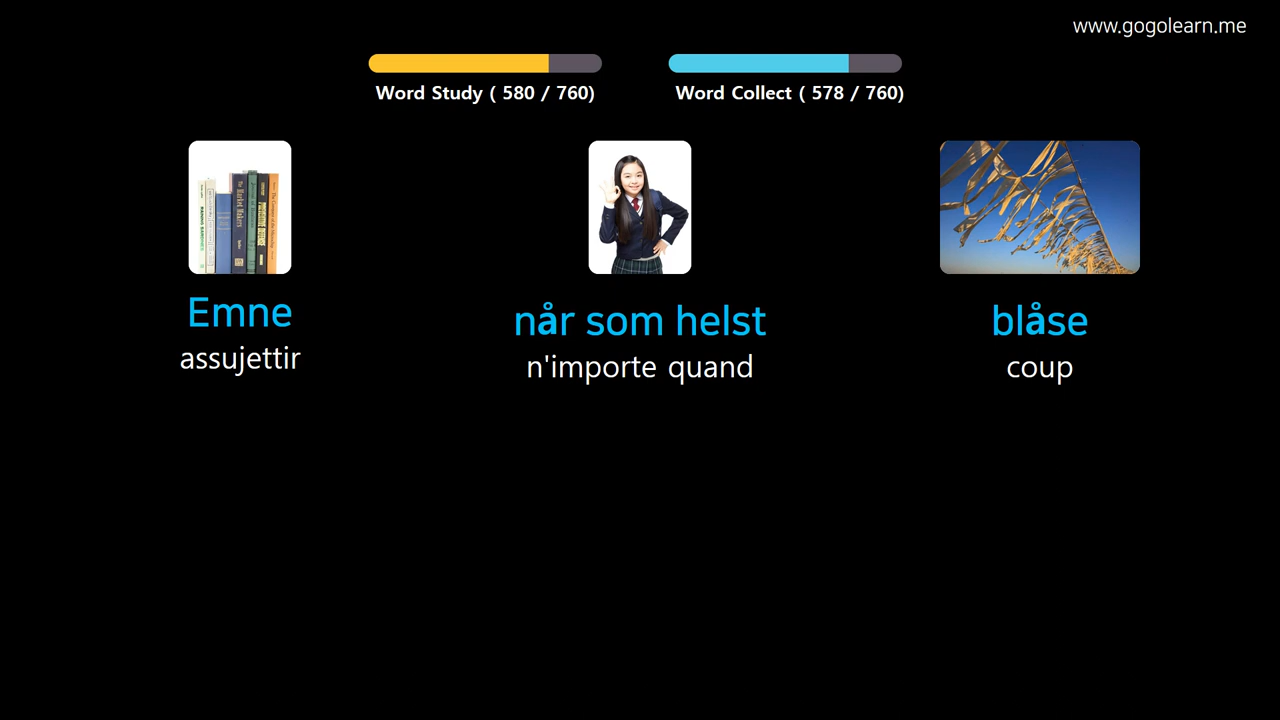 www.gogolearn.me
Word Study ( 580 / 760)
Word Collect ( 578 / 760)
Emne
assujettir
når som helst
n'importe quand
blåse
coup